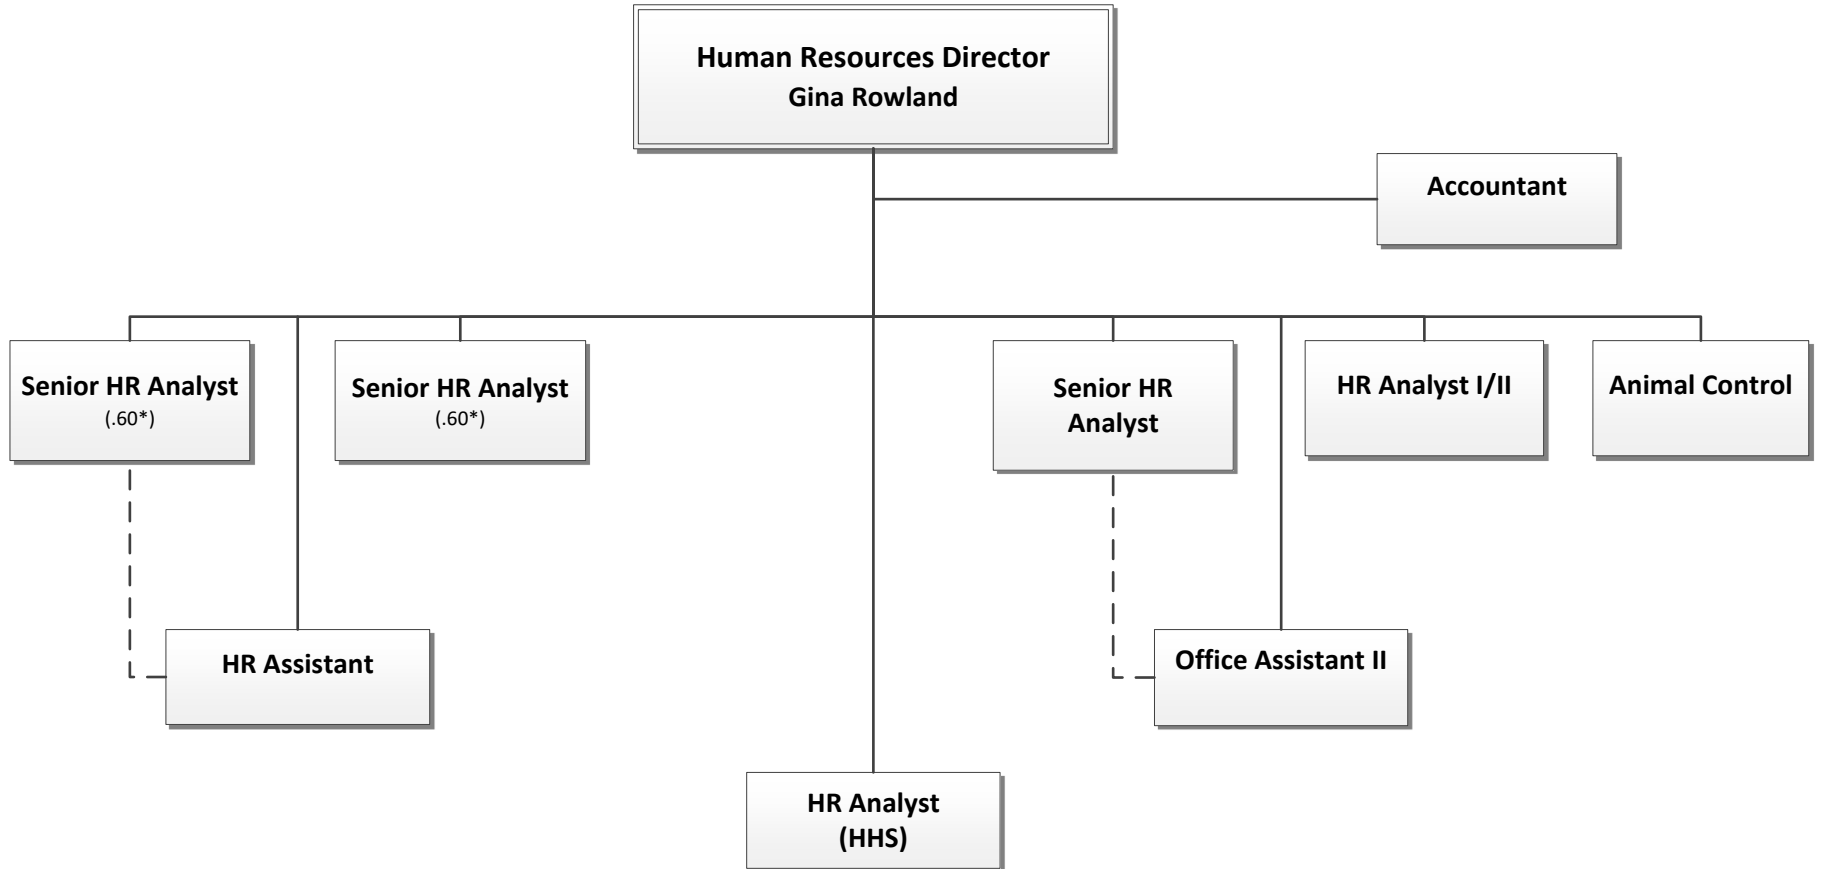 Human Resources Director
Gina Rowland
Accountant
Senior HR Analyst
(.60*)
Senior HR Analyst
(.60*)
Senior HR
Analyst
HR Analyst I/II
Animal Control
HR Assistant
Office Assistant II
HR Analyst
(HHS)